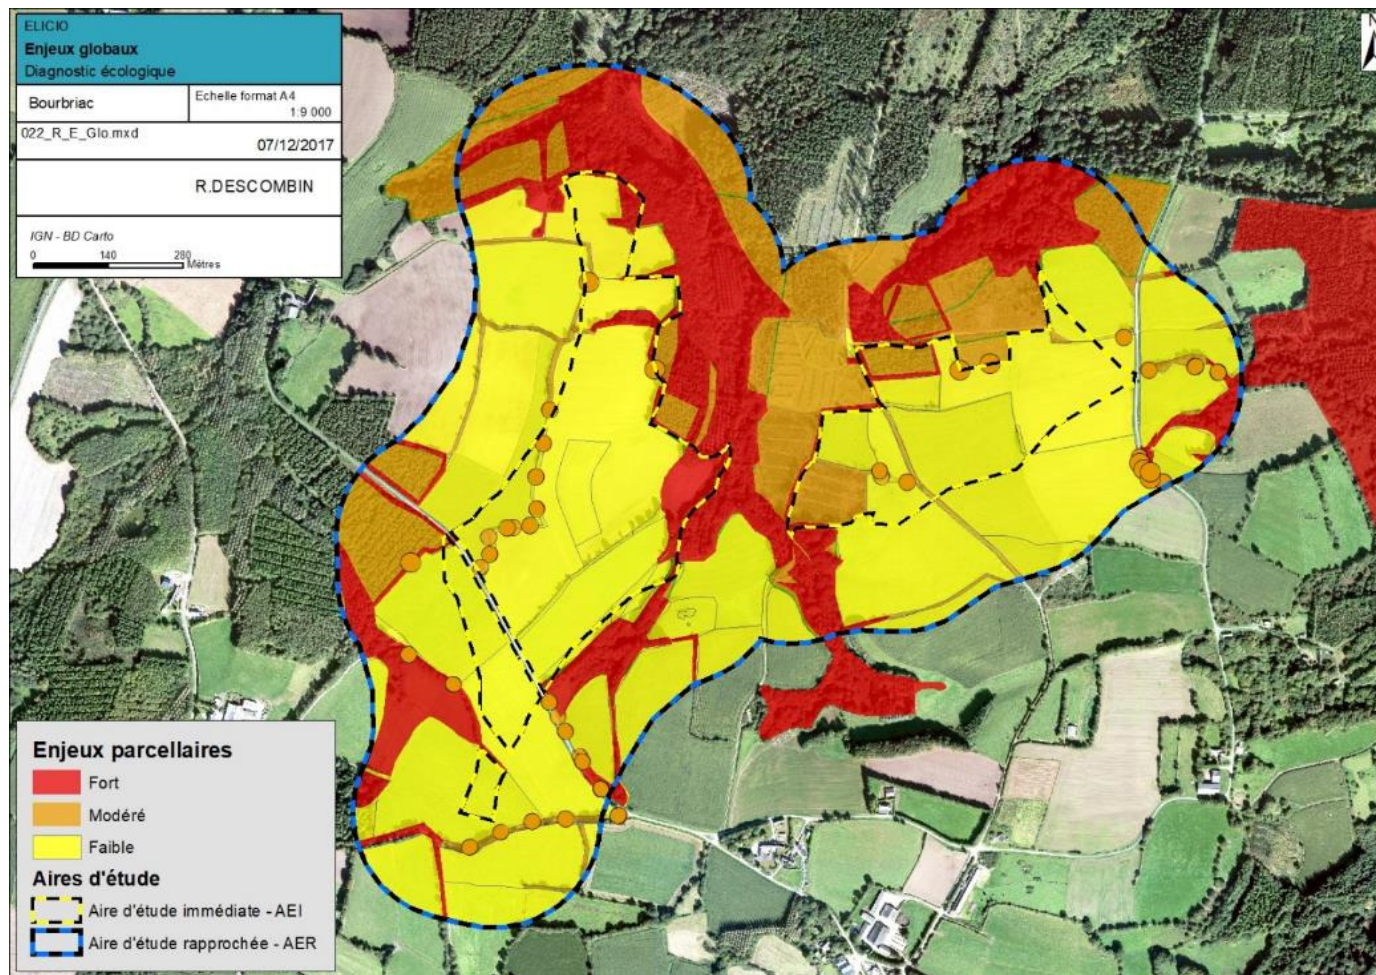 ELICIO
Enjeux globaux
Diagnostic écologique
Bourbriac
Echelle format A4
1:9 000
022_R_E_Glo.mxd
07/12/2017
R.DESCOMBIN
IGN - BD Carto
0 140 280
Mètres
N
Enjeux parcellaires
Fort
Modéré
Faible
Aires d'étude
Aire d'étude immédiate - AEI
Aire d'étude rapprochée - AER